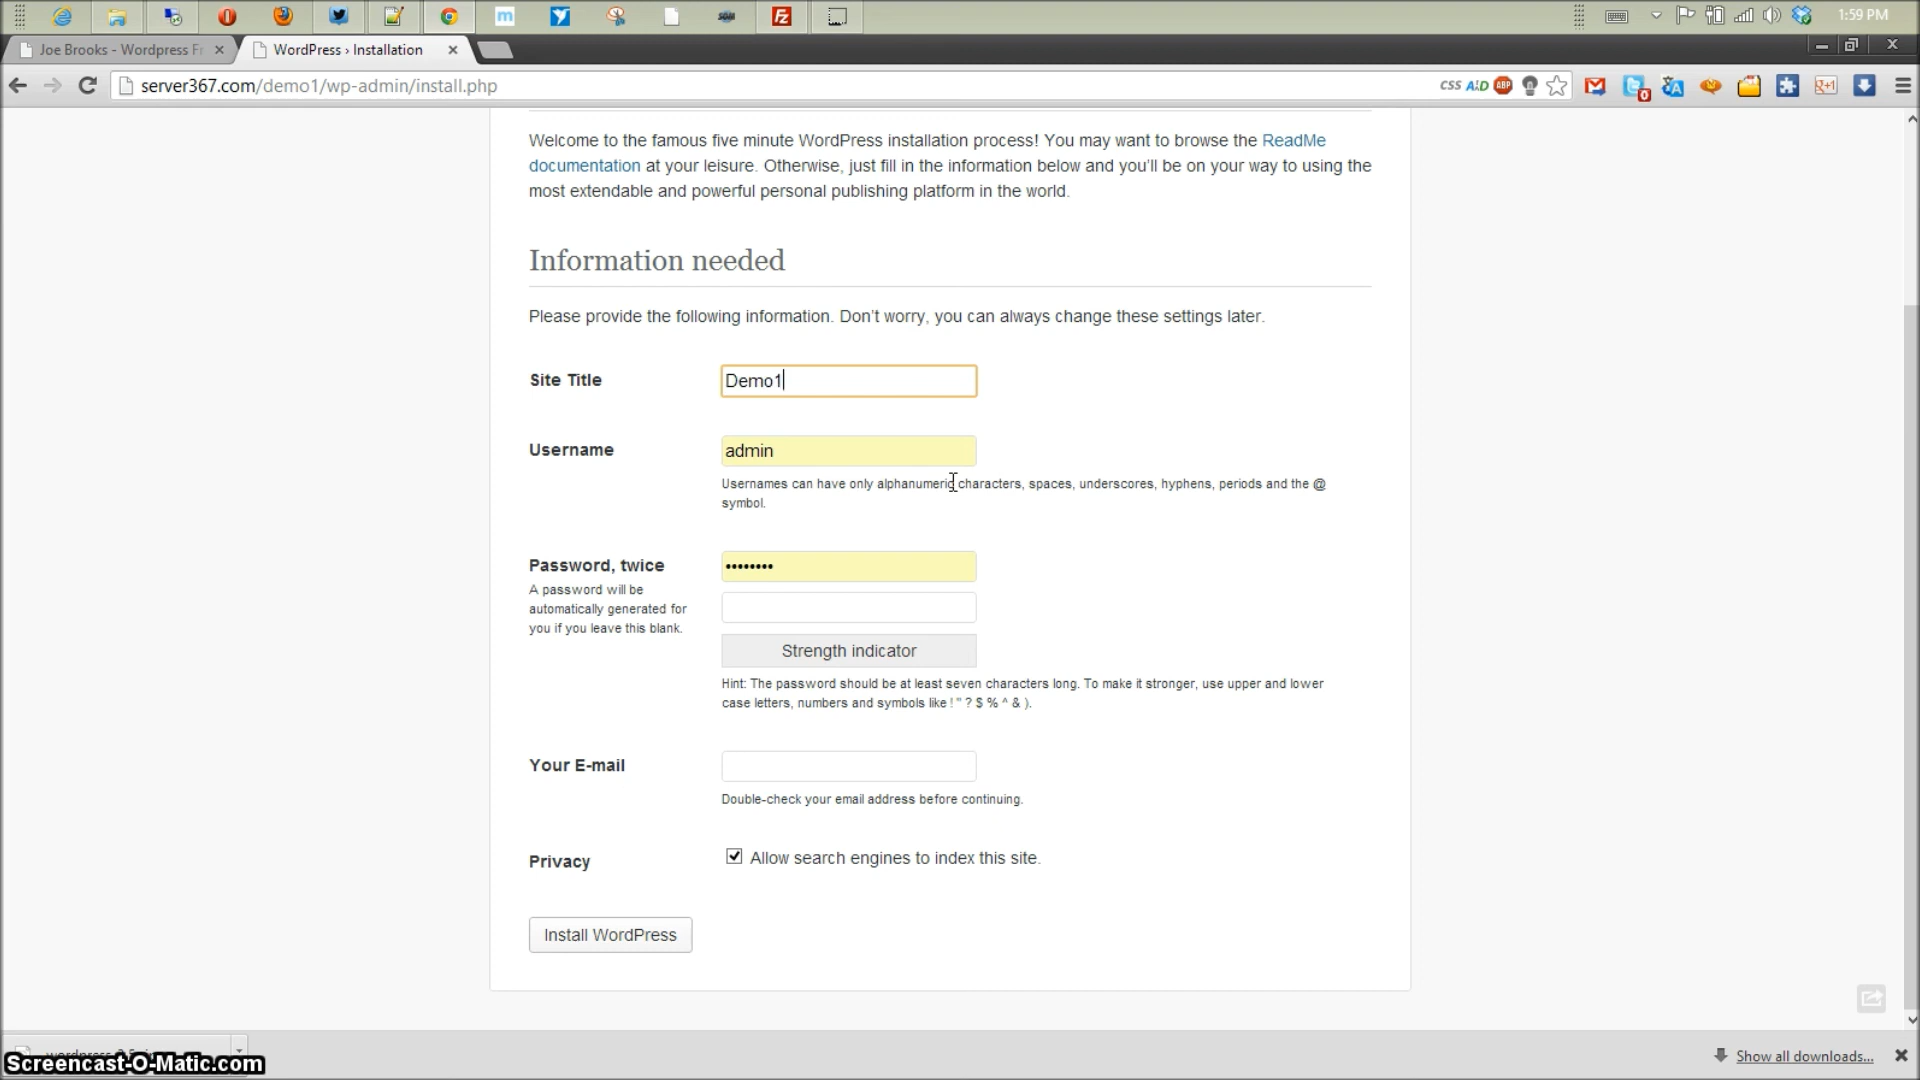 1:59 PM
Joe Brooks - Wordpress Fr
WordPress › Installation
server367.com/demo1/wp-admin/install.php
CSS
ABP
0
g+1
Welcome to the famous five minute WordPress installation process! You may want to browse the ReadMe
documentation at your leisure. Otherwise, just fill in the information below and you'll be on your way to using the
most extendable and powerful personal publishing platform in the world.
Information needed
Please provide the following information. Don't worry, you can always change these settings later.
Site Title
Demo1
Username
admin
Usernames can have only alphanumeric characters, spaces, underscores, hyphens, periods and the @
symbol.
Password, twice
A password will be
automatically generated for
you if you leave this blank.
••••••••
Strength indicator
Hint: The password should be at least seven characters long. To make it stronger, use upper and lower
case letters, numbers and symbols like ! " ? $ % ^ & ).
Your E-mail
Double-check your email address before continuing.
Privacy
Allow search engines to index this site.
Install WordPress
Screencast-O-Matic.com
Show all downloads...